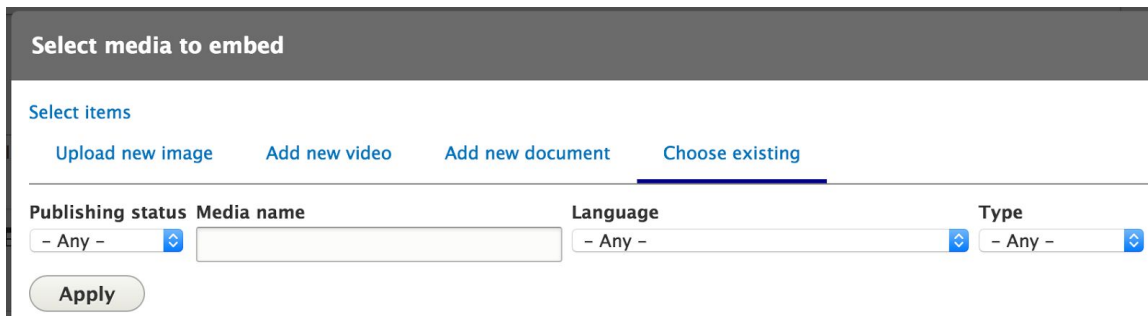 Select media to embed
Select items
Upload new image Add new video Add new document Choose existing
Publishing status Media name Language Type
- Any - - Any - - Any -
Apply